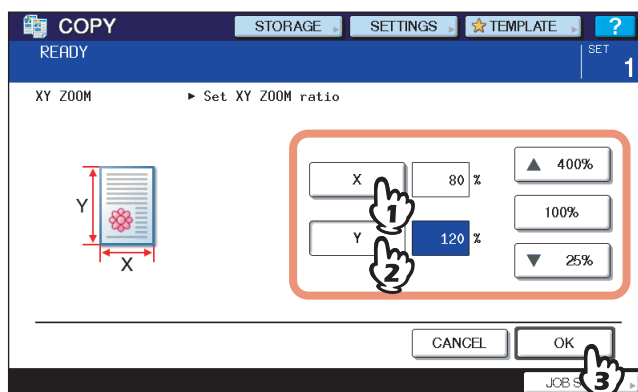 COPY STORAGE SETTINGS TEMPLATE ?
READY SET
1
XY ZOOM ► Set XY ZOOM ratio
X 80 % ▲ 400%
1
Y 100%
Y 120 % ▼ 25%
2
X
CANCEL OK
JOB S
3